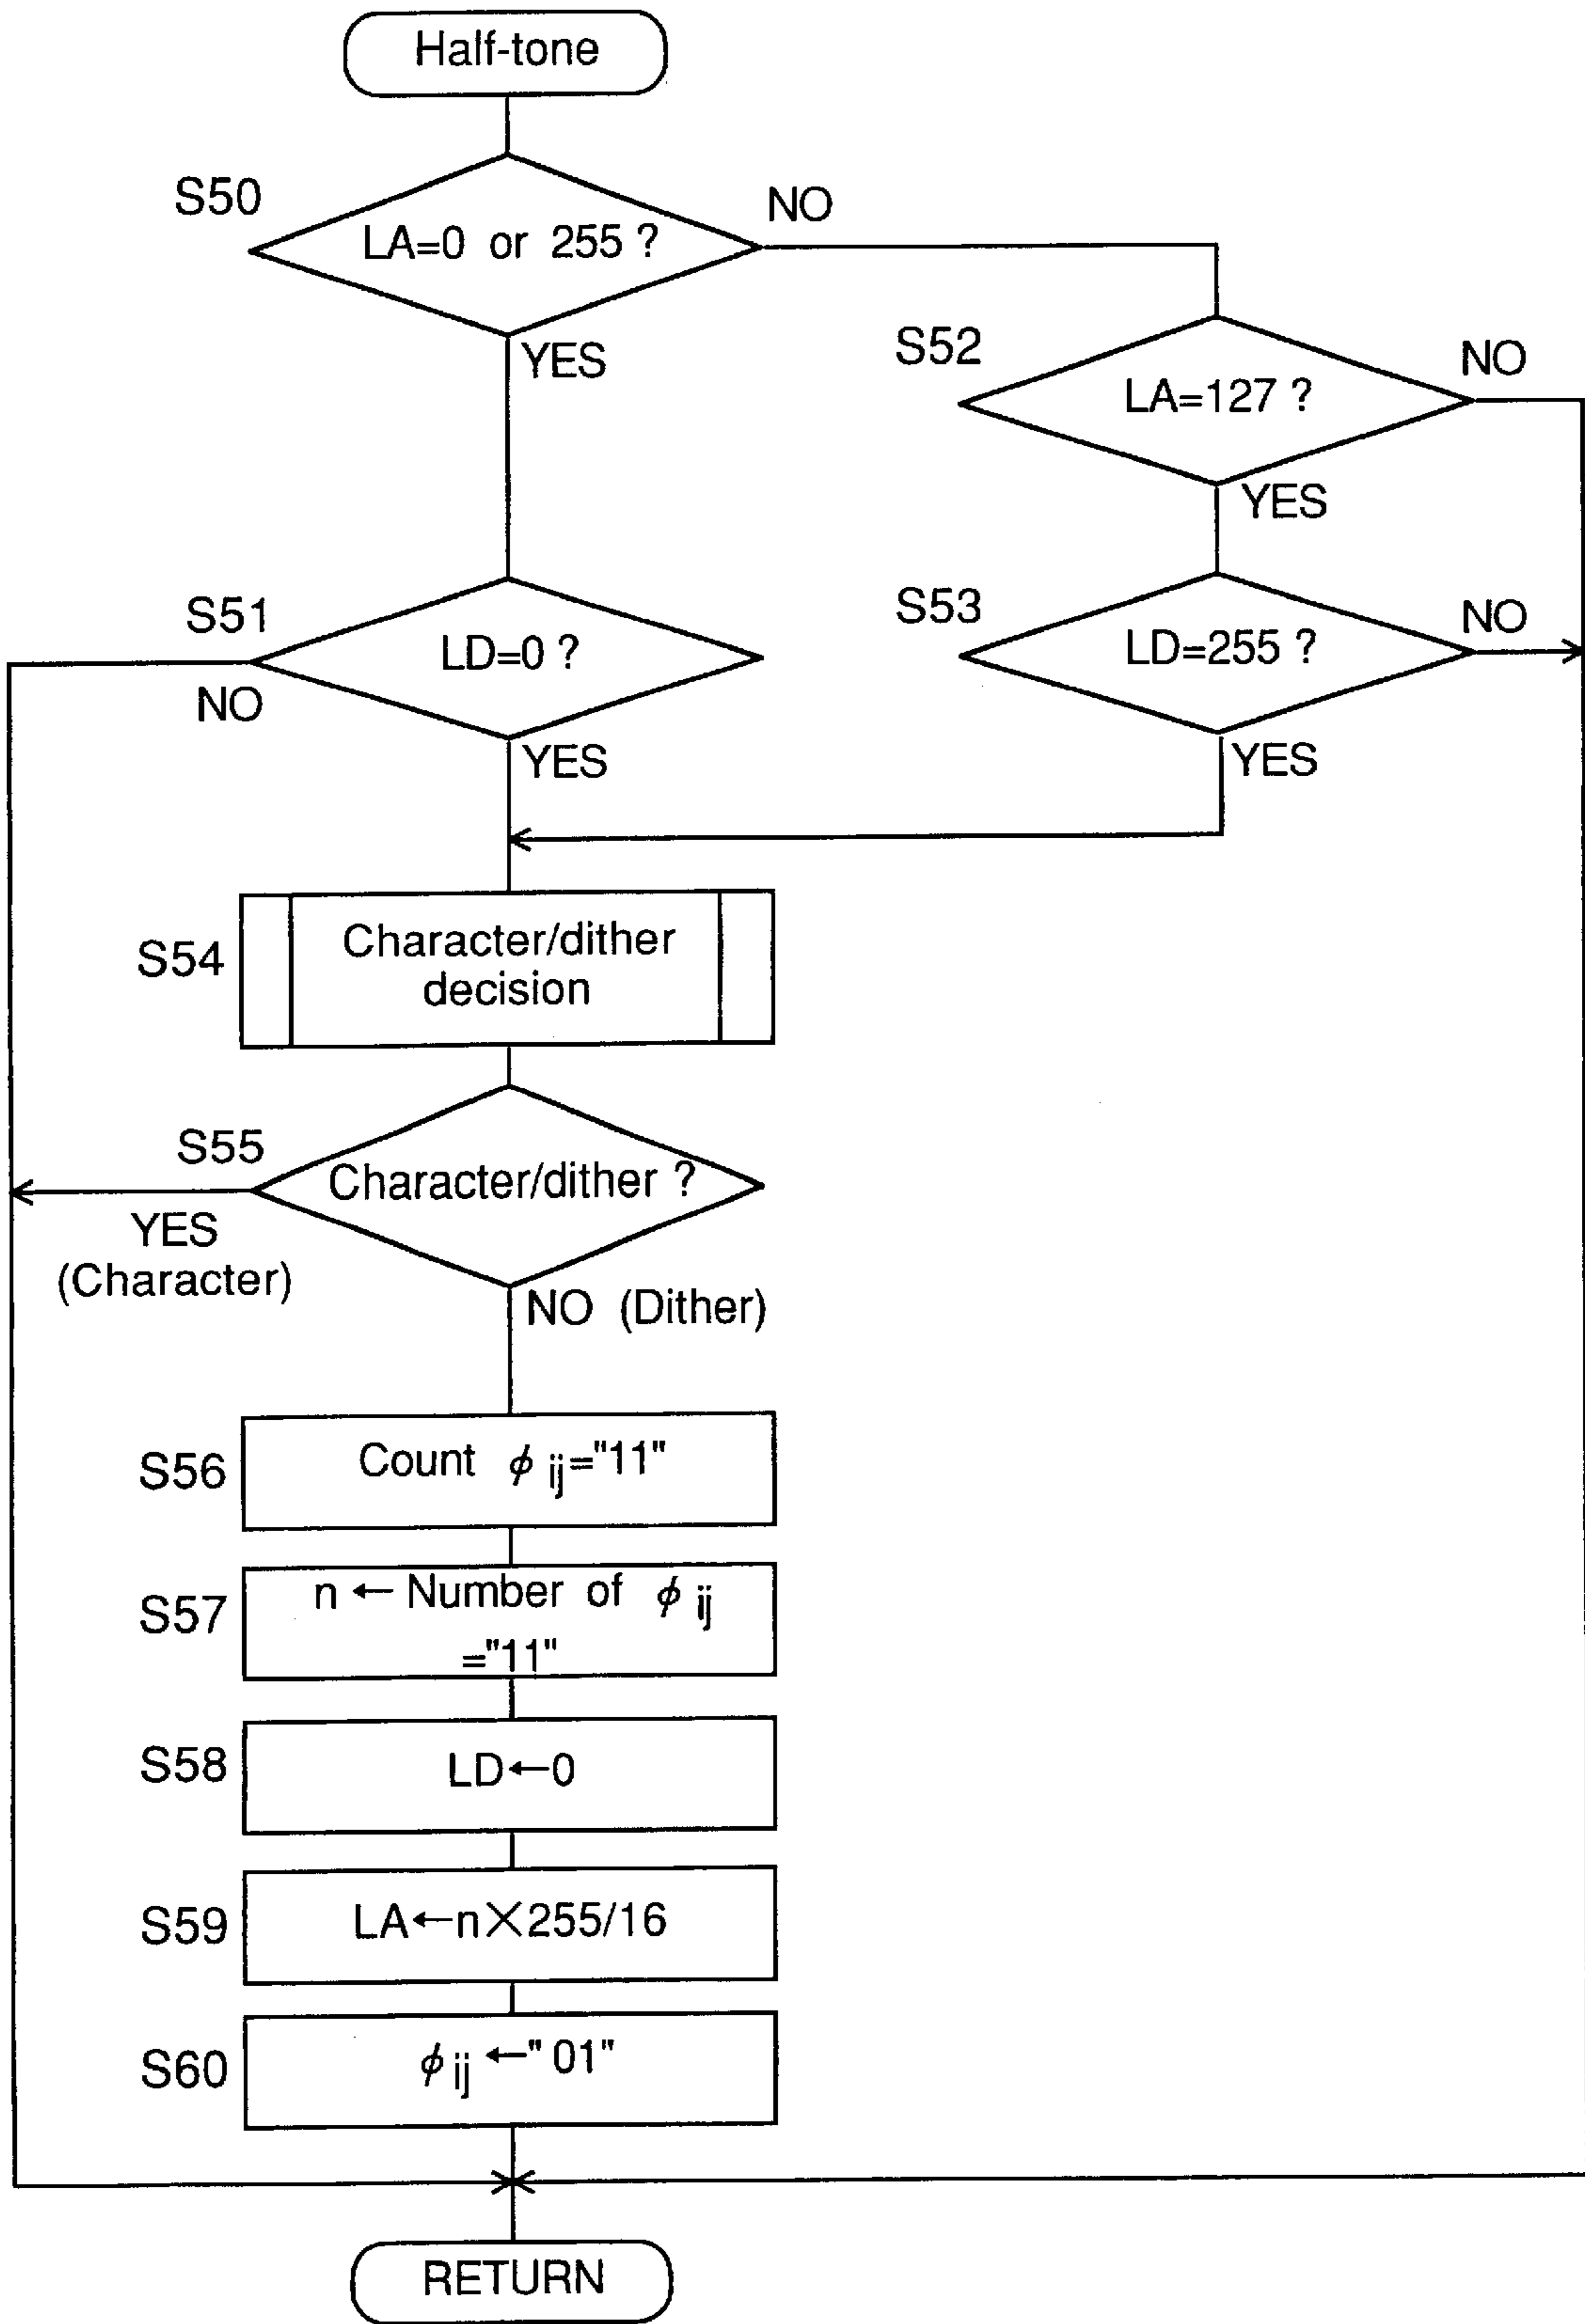 Half-tone
S50
LA=0 or 255 ?
NO
YES
S52
LA=127 ?
NO
YES
S51
LD=0 ?
NO
YES
S53
LD=255 ?
NO
YES
S54
Character/dither
decision
S55
Character/dither ?
YES
(Character)
NO (Dither)
S56
Count ϕ ij="11"
S57
n ← Number of ϕ ij
="11"
S58
LD←0
S59
LA←n×255/16
S60
ϕ ij ←" 01"
RETURN